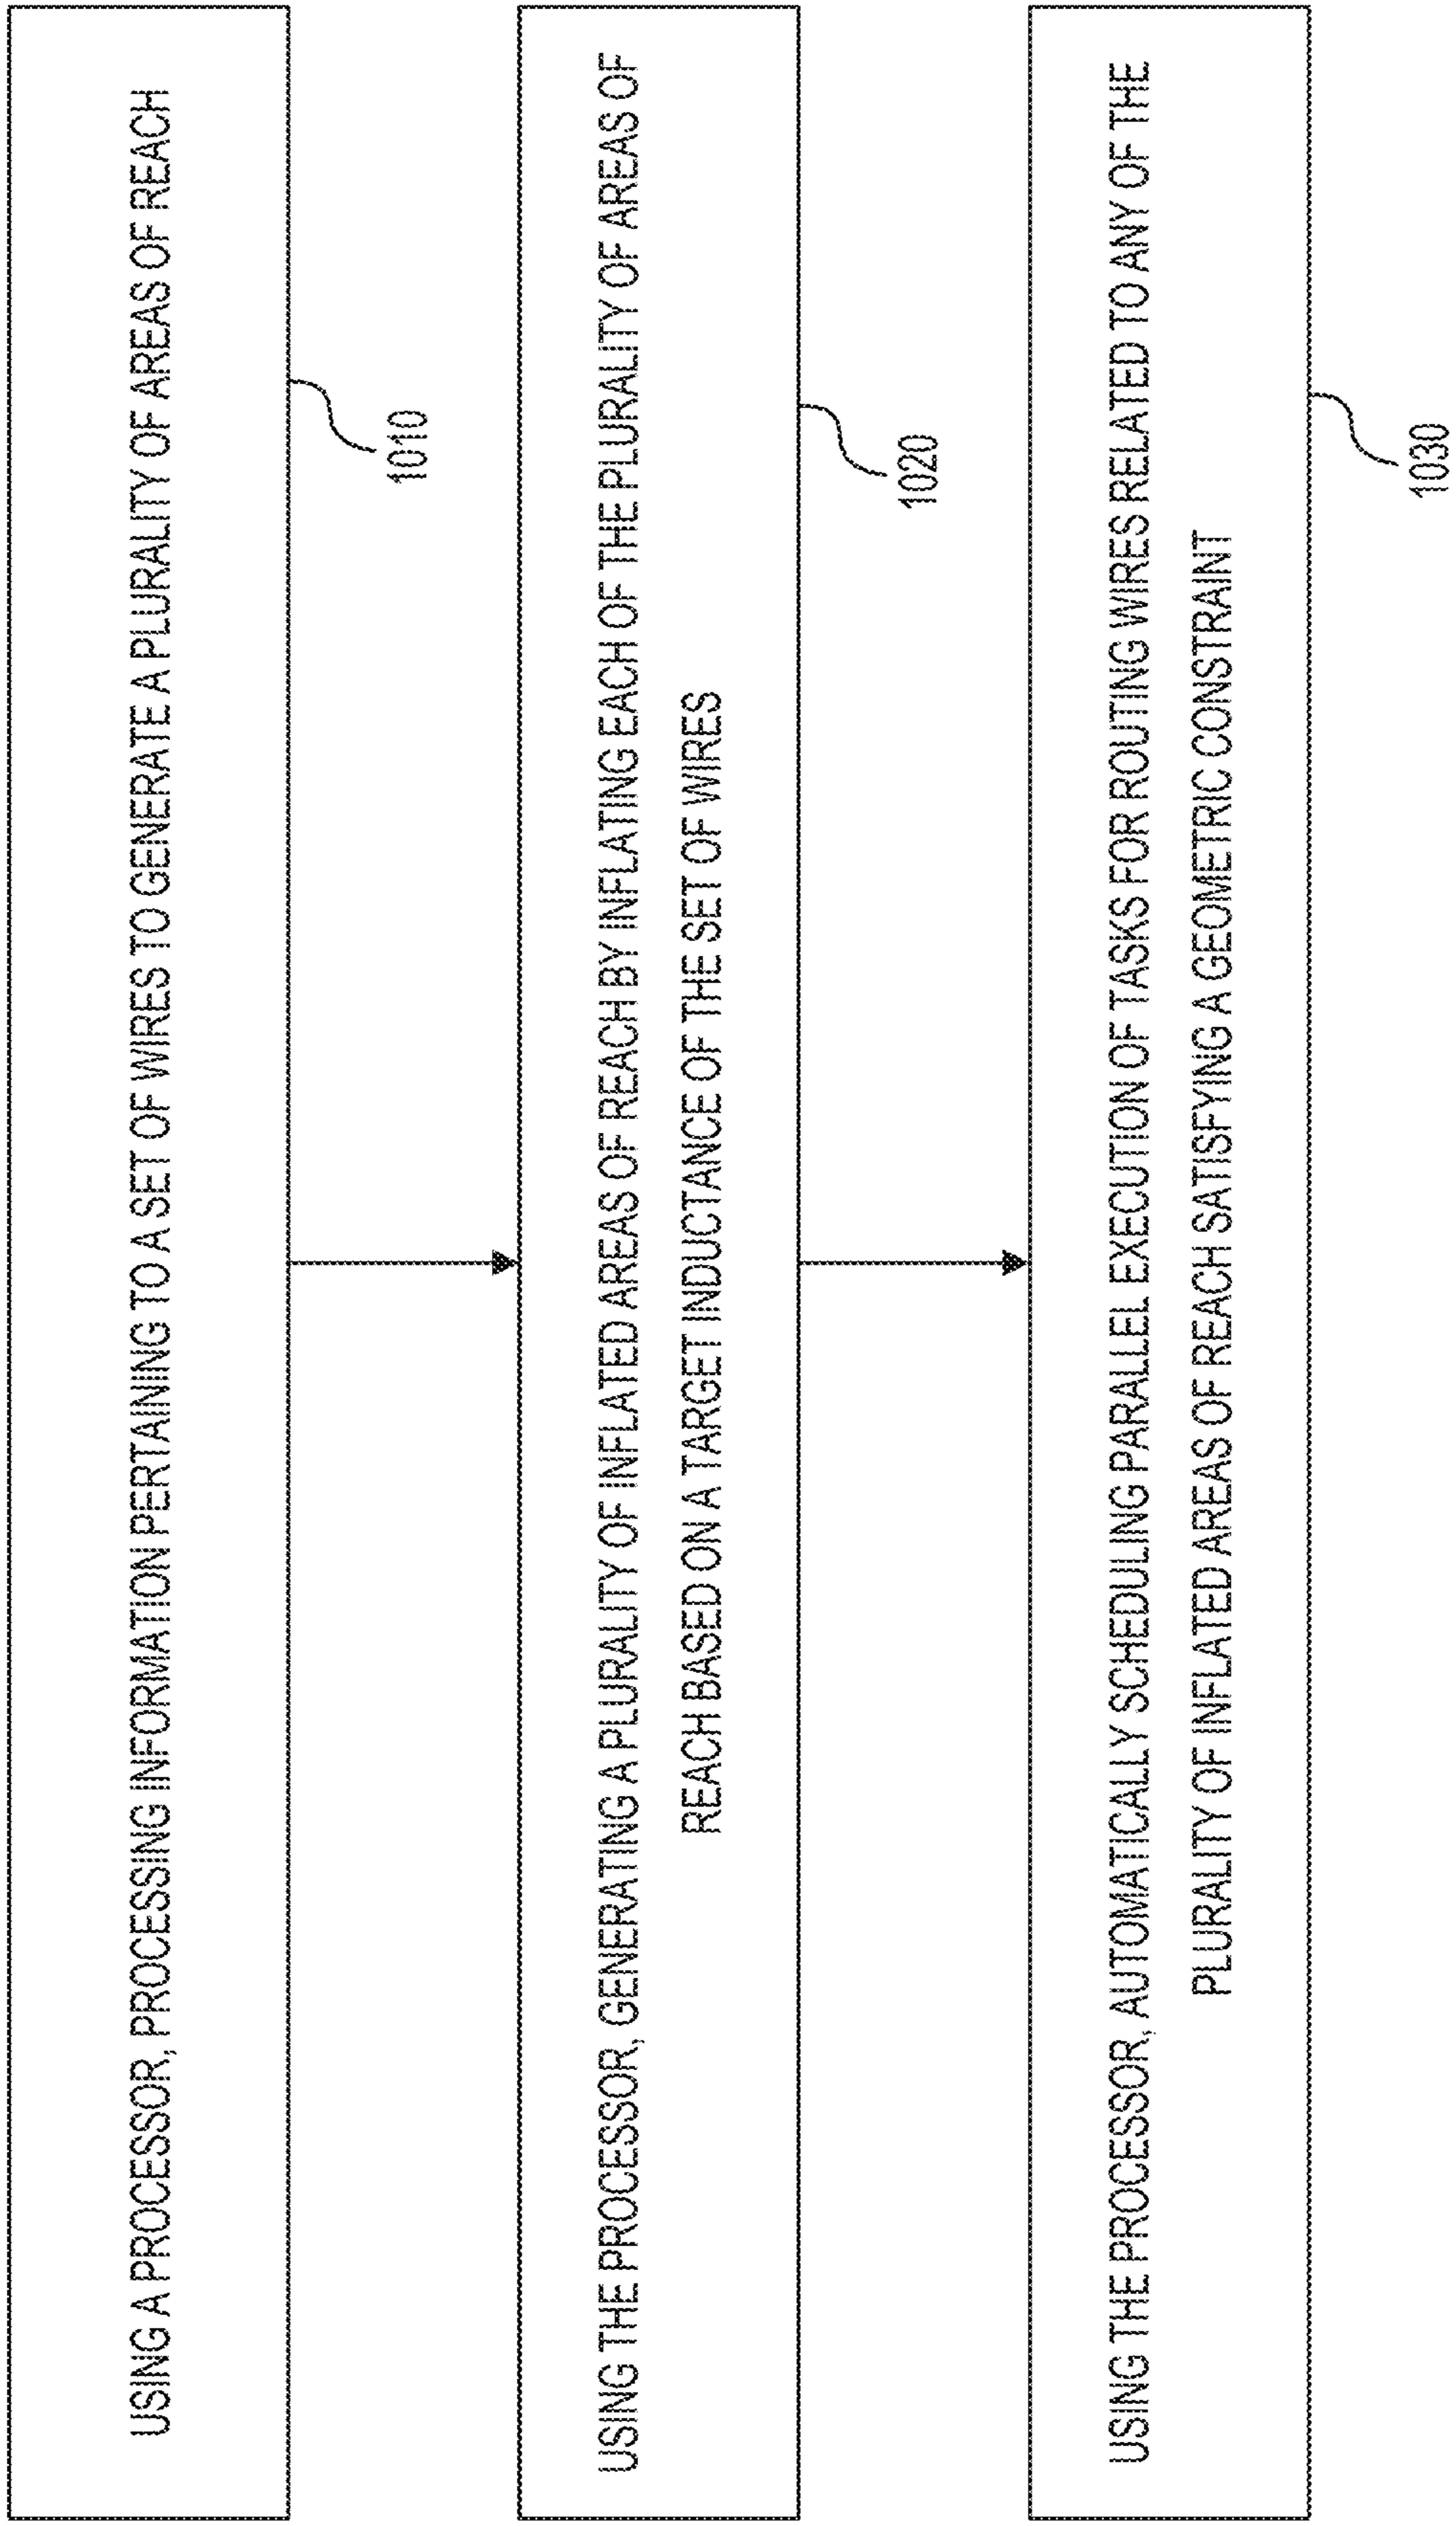 USING A PROCESSOR, PROCESSING INFORMATION PERTAINING TO A SET OF WIRES TO GENERATE A PLURALITY OF AREAS OF REACH
1010
USING THE PROCESSOR, GENERATING A PLURALITY OF INFLATED AREAS OF REACH BY INFLATING EACH OF THE PLURALITY OF AREAS OF
REACH BASED ON A TARGET INDUCTANCE OF THE SET OF WIRES
1020
USING THE PROCESSOR, AUTOMATICALLY SCHEDULING PARALLEL EXECUTION OF TASKS FOR ROUTING WIRES RELATED TO ANY OF THE
PLURALITY OF INFLATED AREAS OF REACH SATISFYING A GEOMETRIC CONSTRAINT
1030